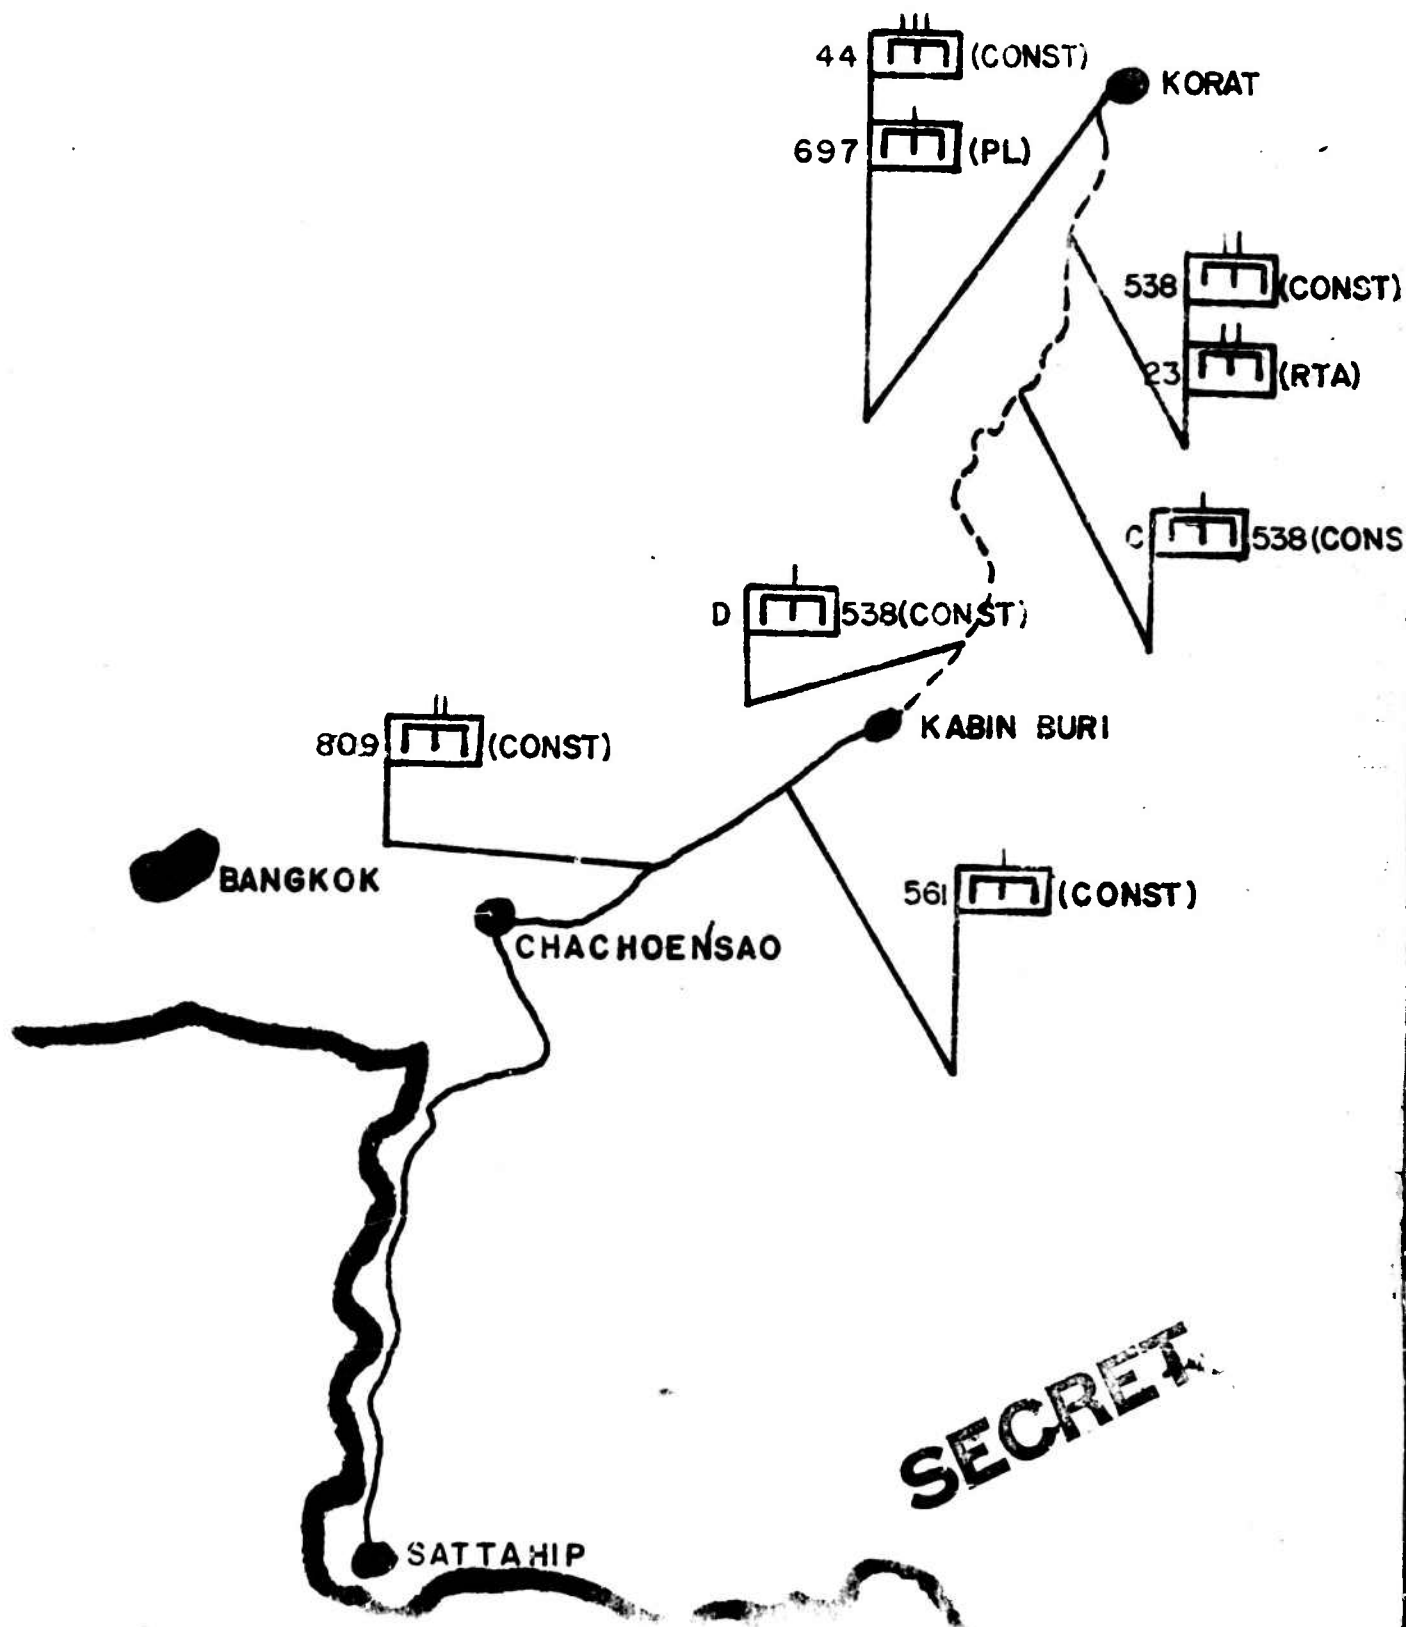 44 (CONST)
KORAT
697 (PL)
538 (CONST)
23 (RTA)
C 538 (CONS
D 538 (CONST)
KABIN BURI
809 (CONST)
BANGKOK
561 (CONST)
CHACHOENSAO
SECRET
SATTAHIP